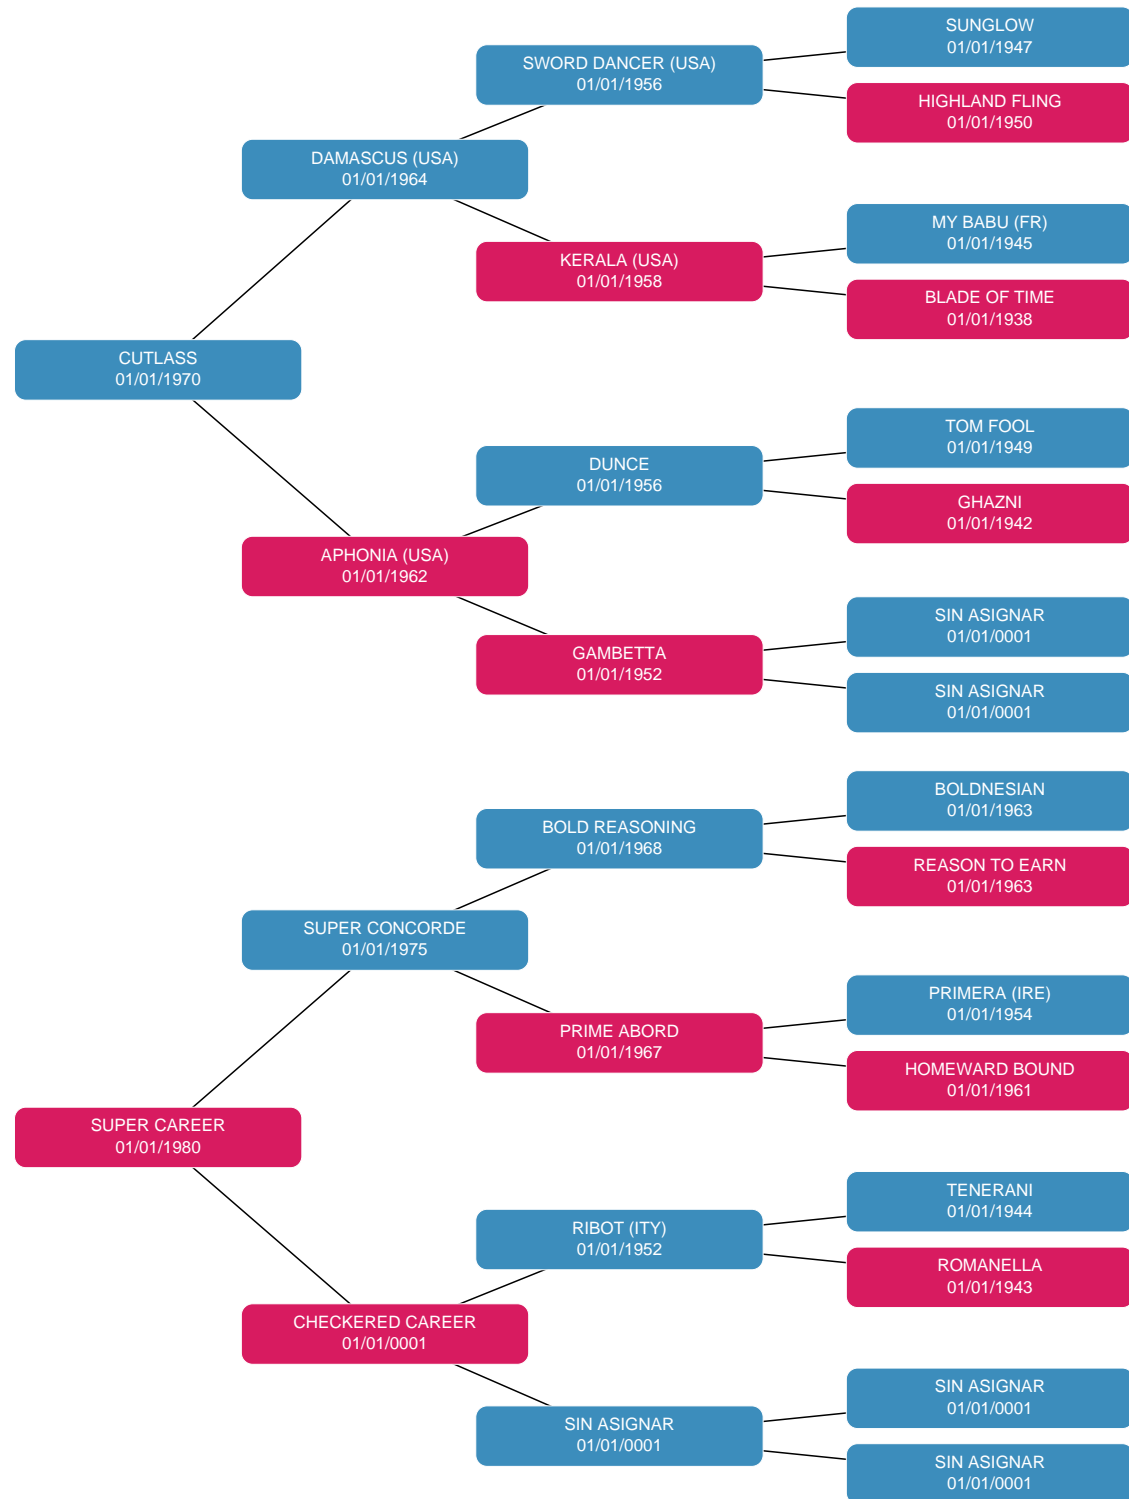 SUNGLOW
01/01/1947
SWORD DANCER (USA)
01/01/1956
HIGHLAND FLING
01/01/1950
DAMASCUS (USA)
01/01/1964
MY BABU (FR)
01/01/1945
KERALA (USA)
01/01/1958
BLADE OF TIME
01/01/1938
CUTLASS
01/01/1970
TOM FOOL
01/01/1949
DUNCE
01/01/1956
GHAZNI
01/01/1942
APHONIA (USA)
01/01/1962
SIN ASIGNAR
01/01/0001
GAMBETTA
01/01/1952
SIN ASIGNAR
01/01/0001
BOLDNESIAN
01/01/1963
BOLD REASONING
01/01/1968
REASON TO EARN
01/01/1963
SUPER CONCORDE
01/01/1975
PRIMERA (IRE)
01/01/1954
PRIME ABORD
01/01/1967
HOMEWARD BOUND
01/01/1961
SUPER CAREER
01/01/1980
TENERANI
01/01/1944
RIBOT (ITY)
01/01/1952
ROMANELLA
01/01/1943
CHECKERED CAREER
01/01/0001
SIN ASIGNAR
01/01/0001
SIN ASIGNAR
01/01/0001
SIN ASIGNAR
01/01/0001